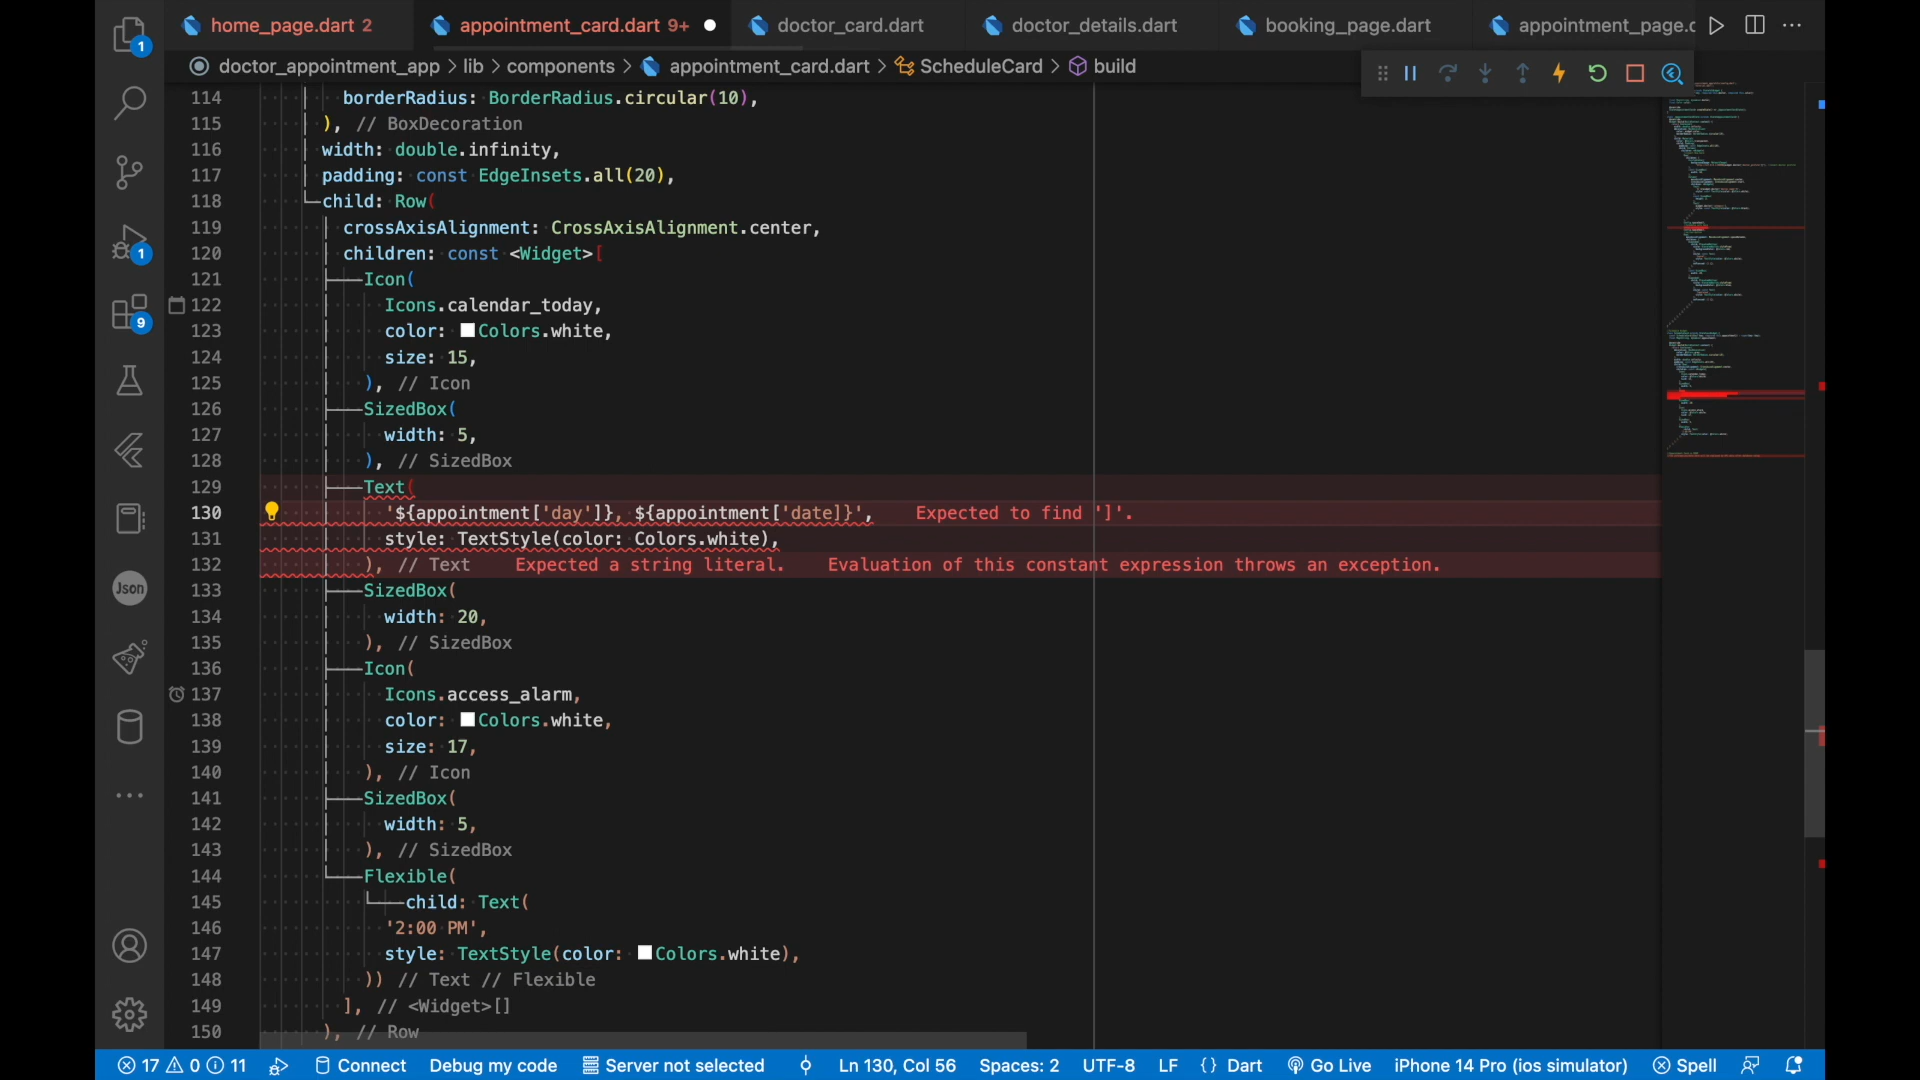 home_page.dart 2
appointment_card.dart 9+
doctor_card.dart
doctor_details.dart
booking_page.dart
appointment_page.c
doctor_appointment_app > lib > components > appointment_card.dart > ScheduleCard > build
114 borderRadius: BorderRadius.circular(10),
115 ), // BoxDecoration
116 width: double.infinity,
117 padding: const EdgeInsets.all(20),
118 child: Row(
119 crossAxisAlignment: CrossAxisAlignment.center,
120 children: const <Widget>[
121 Icon(
122 Icons.calendar_today,
123 color: Colors.white,
124 size: 15,
125 ), // Icon
126 SizedBox(
127 width: 5,
128 ), // SizedBox
129 Text(
130 '${appointment['day']}, ${appointment['date]}', Expected to find ']'.
131 style: TextStyle(color: Colors.white),
132 ), // Text Expected a string literal. Evaluation of this constant expression throws an exception.
133 SizedBox(
134 width: 20,
135 ), // SizedBox
136 Icon(
137 Icons.access_alarm,
138 color: Colors.white,
139 size: 17,
140 ), // Icon
141 SizedBox(
142 width: 5,
143 ), // SizedBox
144 Flexible(
145 child: Text(
146 '2:00 PM',
147 style: TextStyle(color: Colors.white),
148 )) // Text // Flexible
149 ], // <Widget>[]
150 ), // Row
1
1
9
Json
17 0 11 Connect Debug my code Server not selected Ln 130, Col 56 Spaces: 2 UTF-8 LF {} Dart Go Live iPhone 14 Pro (ios simulator) Spell